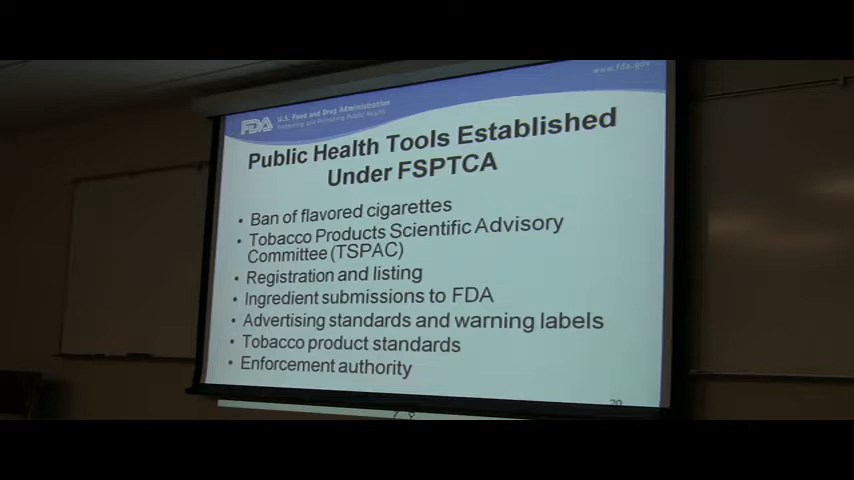 www.fda.gov
FDA U.S. Food and Drug Administration
Protecting and Promoting Public Health
Public Health Tools Established
Under FSPTCA
• Ban of flavored cigarettes
• Tobacco Products Scientific Advisory
Committee (TSPAC)
• Registration and listing
• Ingredient submissions to FDA
• Advertising standards and warning labels
• Tobacco product standards
• Enforcement authority
20